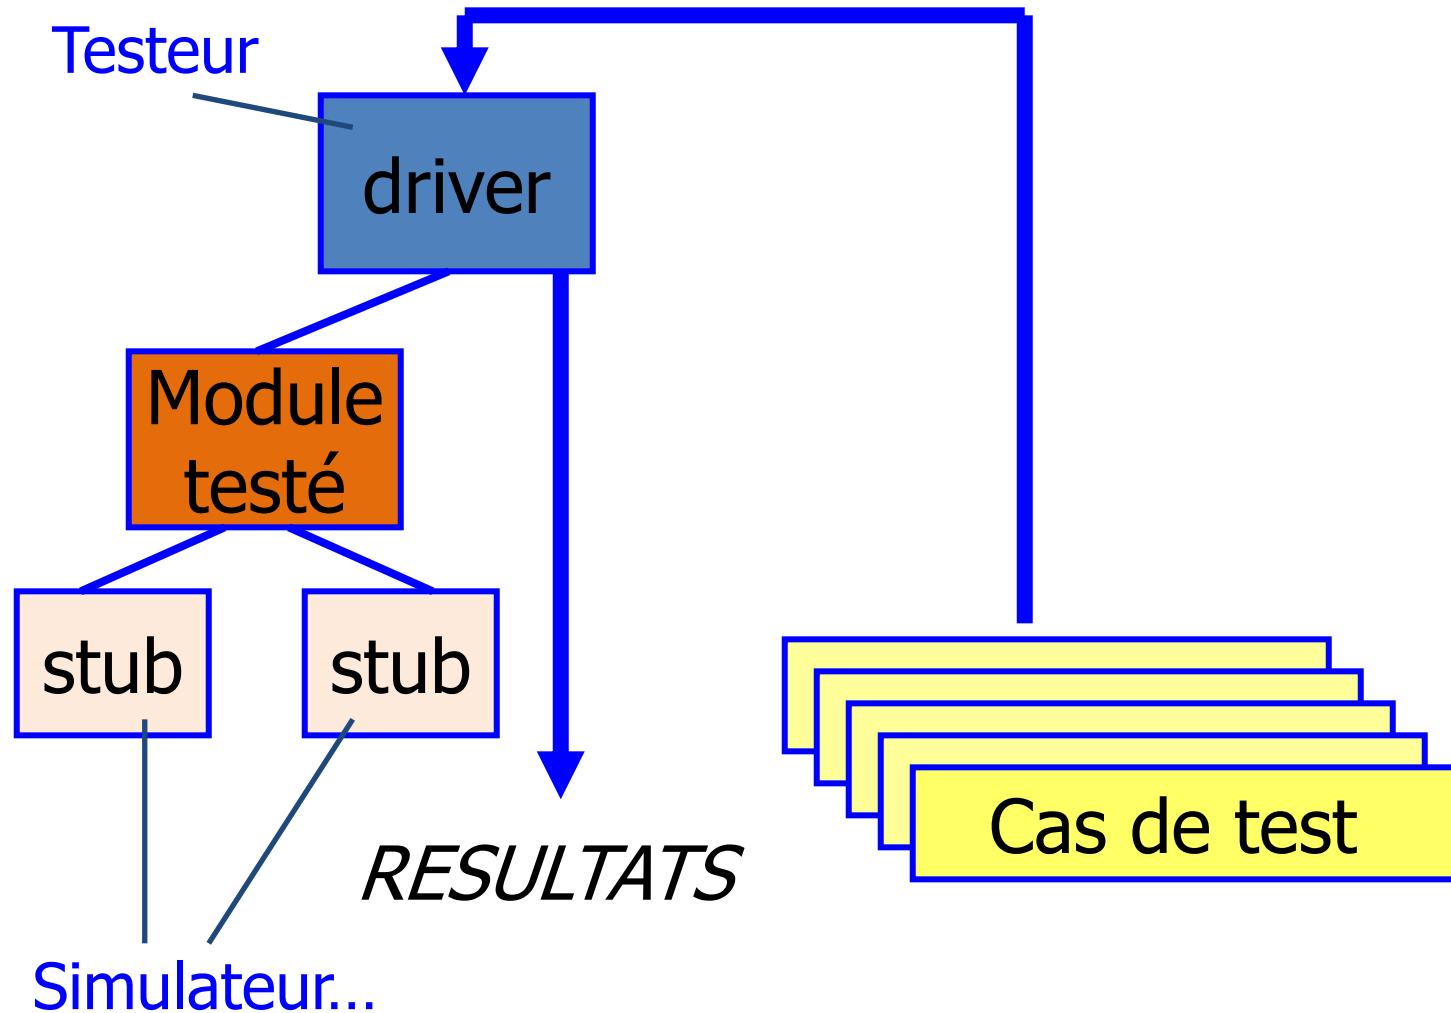 Testeur
driver
Module
testé
stub
stub
Cas de test
RESULTATS
Simulateur...